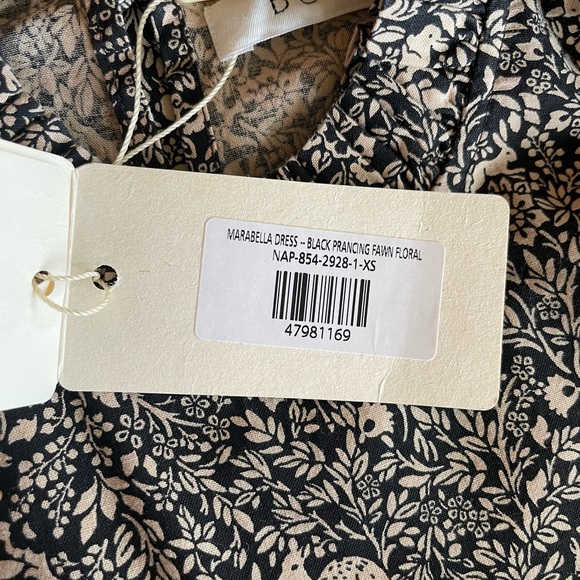 MARABELLA DRESS -- BLACK PRANCING FAWN FLORAL
NAP-854-2928-1-XS
47981169